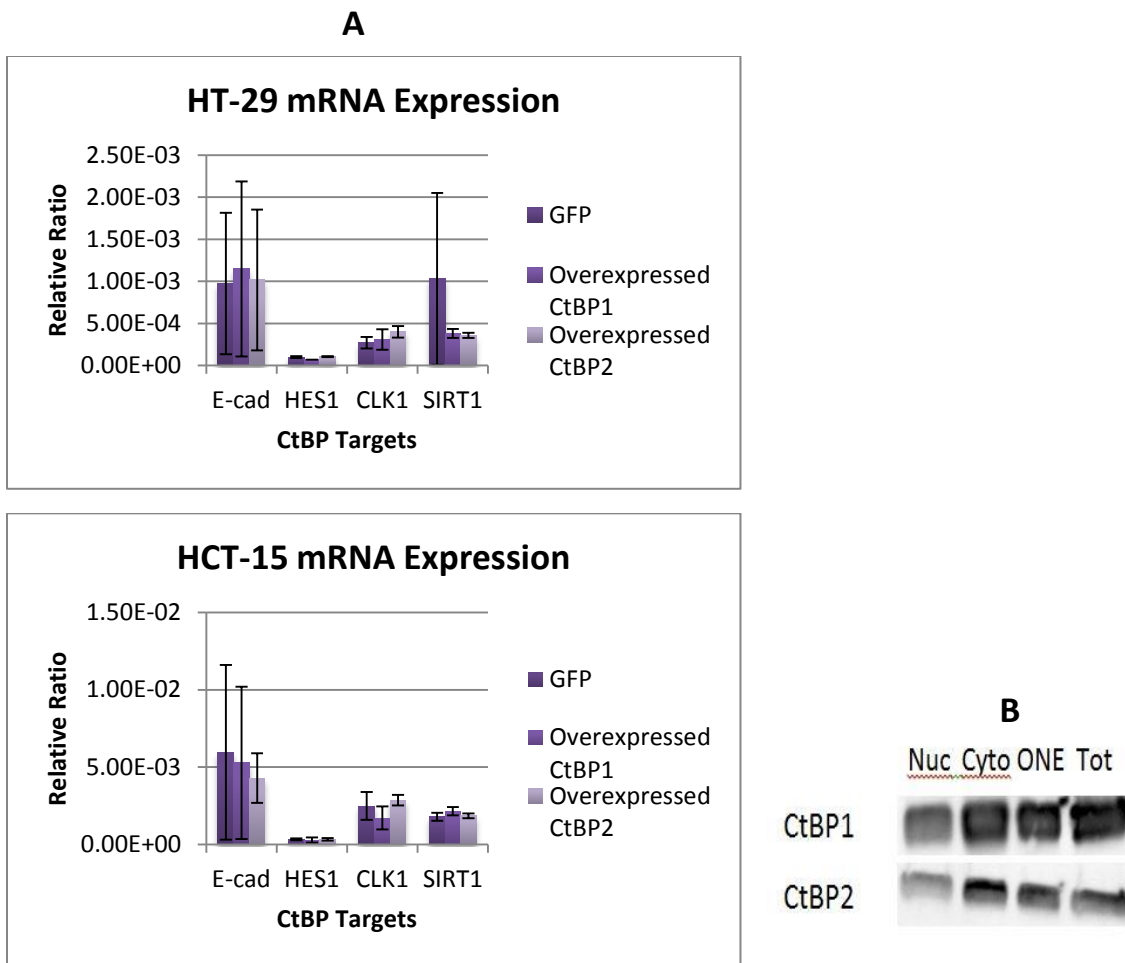 A
HT-29 mRNA Expression
Relative Ratio
2.50E-03
2.00E-03
1.50E-03
1.00E-03
5.00E-04
0.00E+00
E-cad HES1 CLK1 SIRT1
CtBP Targets
GFP
Overexpressed
CtBP1
Overexpressed
CtBP2
HCT-15 mRNA Expression
Relative Ratio
1.50E-02
1.00E-02
5.00E-03
0.00E+00
E-cad HES1 CLK1 SIRT1
CtBP Targets
GFP
Overexpressed
CtBP1
Overexpressed
CtBP2
B
Nuc Cyto ONE Tot
CtBP1
CtBP2